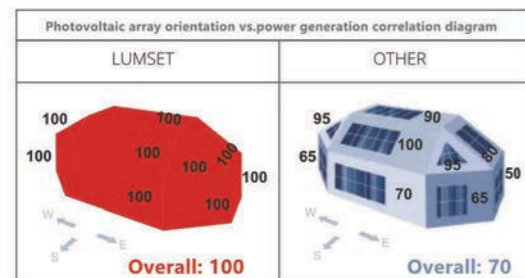 Photovoltaic array orientation vs.power generation correlation diagram
LUMSET
OTHER
100
100
100
100
100
100
100
100
100
100
W
S
E
Overall: 100
90
95
100
80
95
65
50
70
65
W
S
E
Overall: 70